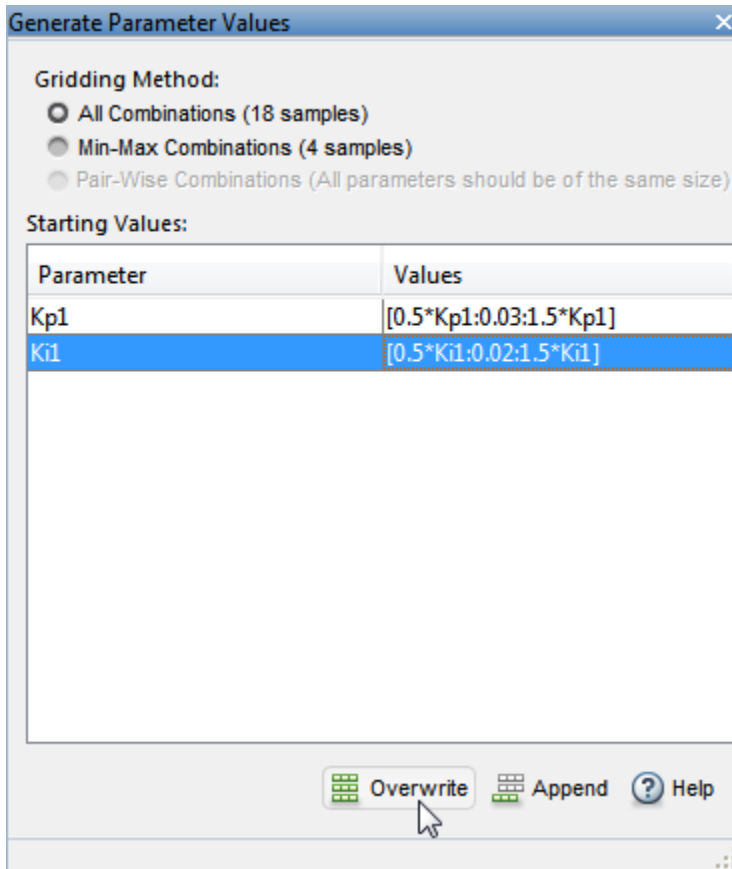 Generate Parameter Values
Gridding Method:
All Combinations (18 samples)
Min-Max Combinations (4 samples)
Pair-Wise Combinations (All parameters should be of the same size)
Starting Values:
Parameter Values
Kp1 [0.5*Kp1:0.03:1.5*Kp1]
Ki1 [0.5*Ki1:0.02:1.5*Ki1]
Overwrite Append Help